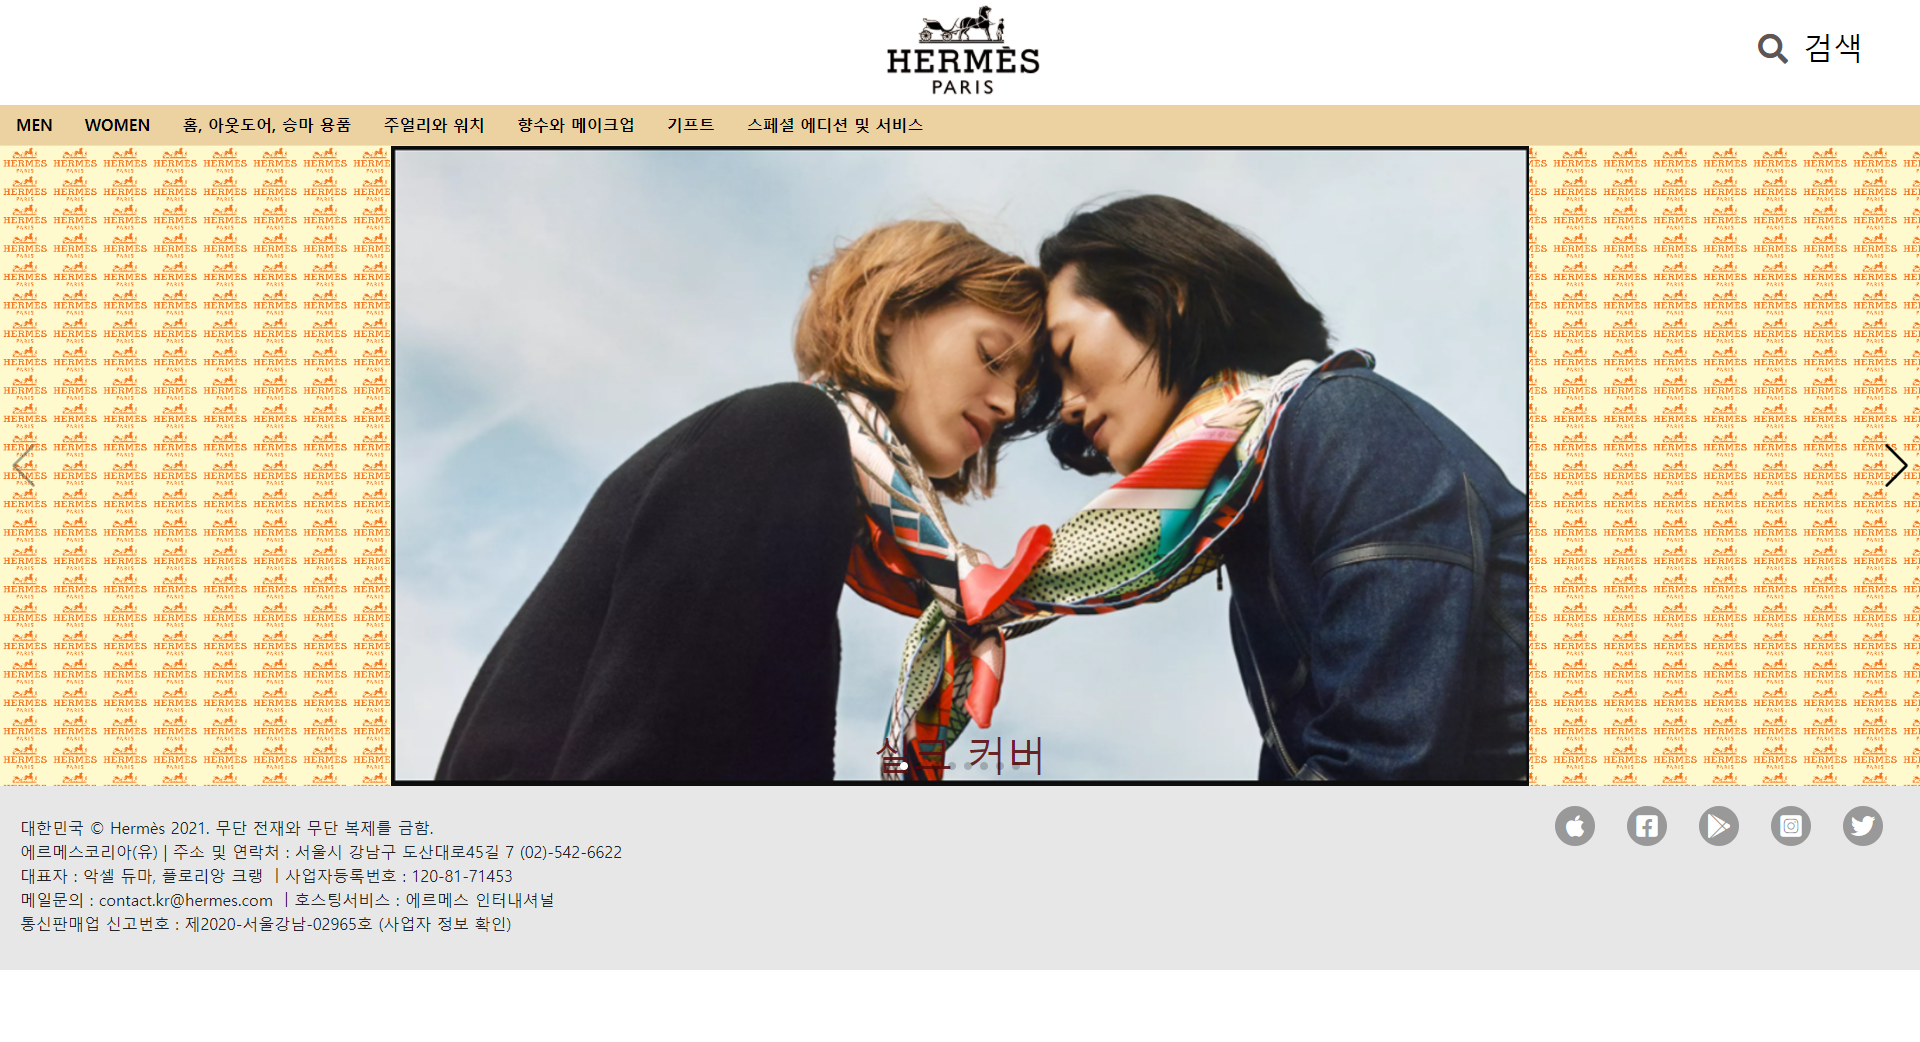 HERMÈS
PARIS
검색
MEN WOMEN 홈, 아웃도어, 승마 용품 주얼리와 워치 향수와 메이크업 기프트 스페셜 에디션 및 서비스
실크 커버
대한민국 © Hermès 2021. 무단 전재와 무단 복제를 금함.
에르메스코리아(유) | 주소 및 연락처 : 서울시 강남구 도산대로45길 7 (02)-542-6622
대표자 : 악셀 듀마, 플로리앙 크랭 ㅣ사업자등록번호 : 120-81-71453
메일문의 : contact.kr@hermes.com ㅣ호스팅서비스 : 에르메스 인터내셔널
통신판매업 신고번호 : 제2020-서울강남-02965호 (사업자 정보 확인)